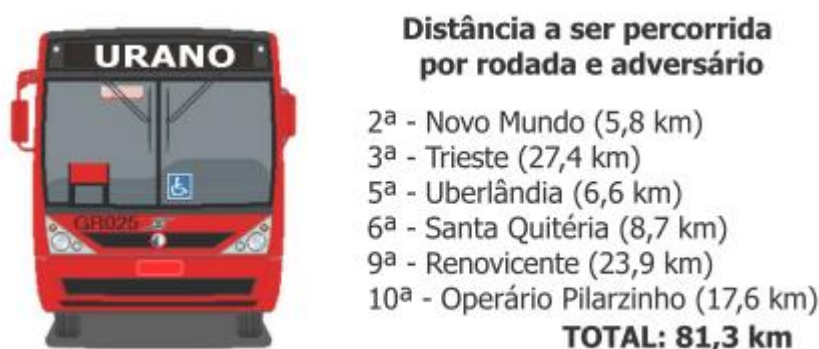 URANO
GR025
Distância a ser percorrida
por rodada e adversário
2ª - Novo Mundo (5,8 km)
3ª - Trieste (27,4 km)
5ª - Uberlândia (6,6 km)
6ª - Santa Quitéria (8,7 km)
9ª - Renovicente (23,9 km)
10ª - Operário Pilarzinho (17,6 km)
TOTAL: 81,3 km